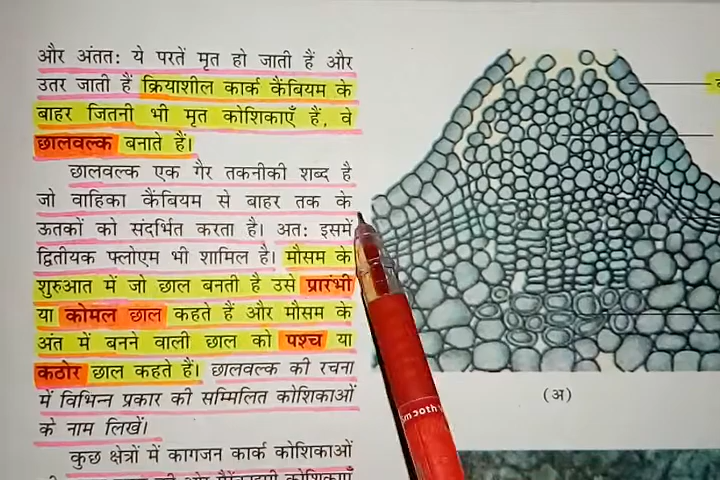 और अंततः ये परतें मृत हो जाती हैं और
उतर जाती हैं क्रियाशील कार्क कैंबियम के
बाहर जितनी भी मृत कोशिकाएँ हैं, वे
छालवल्क बनाते हैं।
छालवल्क एक गैर तकनीकी शब्द है
जो वाहिका कैंबियम से बाहर तक के
ऊतकों को संदर्भित करता है। अतः इसमें
द्वितीयक फ्लोएम भी शामिल है। मौसम के
शुरुआत में जो छाल बनती है उसे प्रारंभी
या कोमल छाल कहते हैं और मौसम के
अंत में बनने वाली छाल को पश्च या
कठोर छाल कहते हैं। छालवल्क की रचना
में विभिन्न प्रकार की सम्मिलित कोशिकाओं
के नाम लिखें।
कुछ क्षेत्रों में कागजन कार्क कोशिकाओं
(अ)
smooth